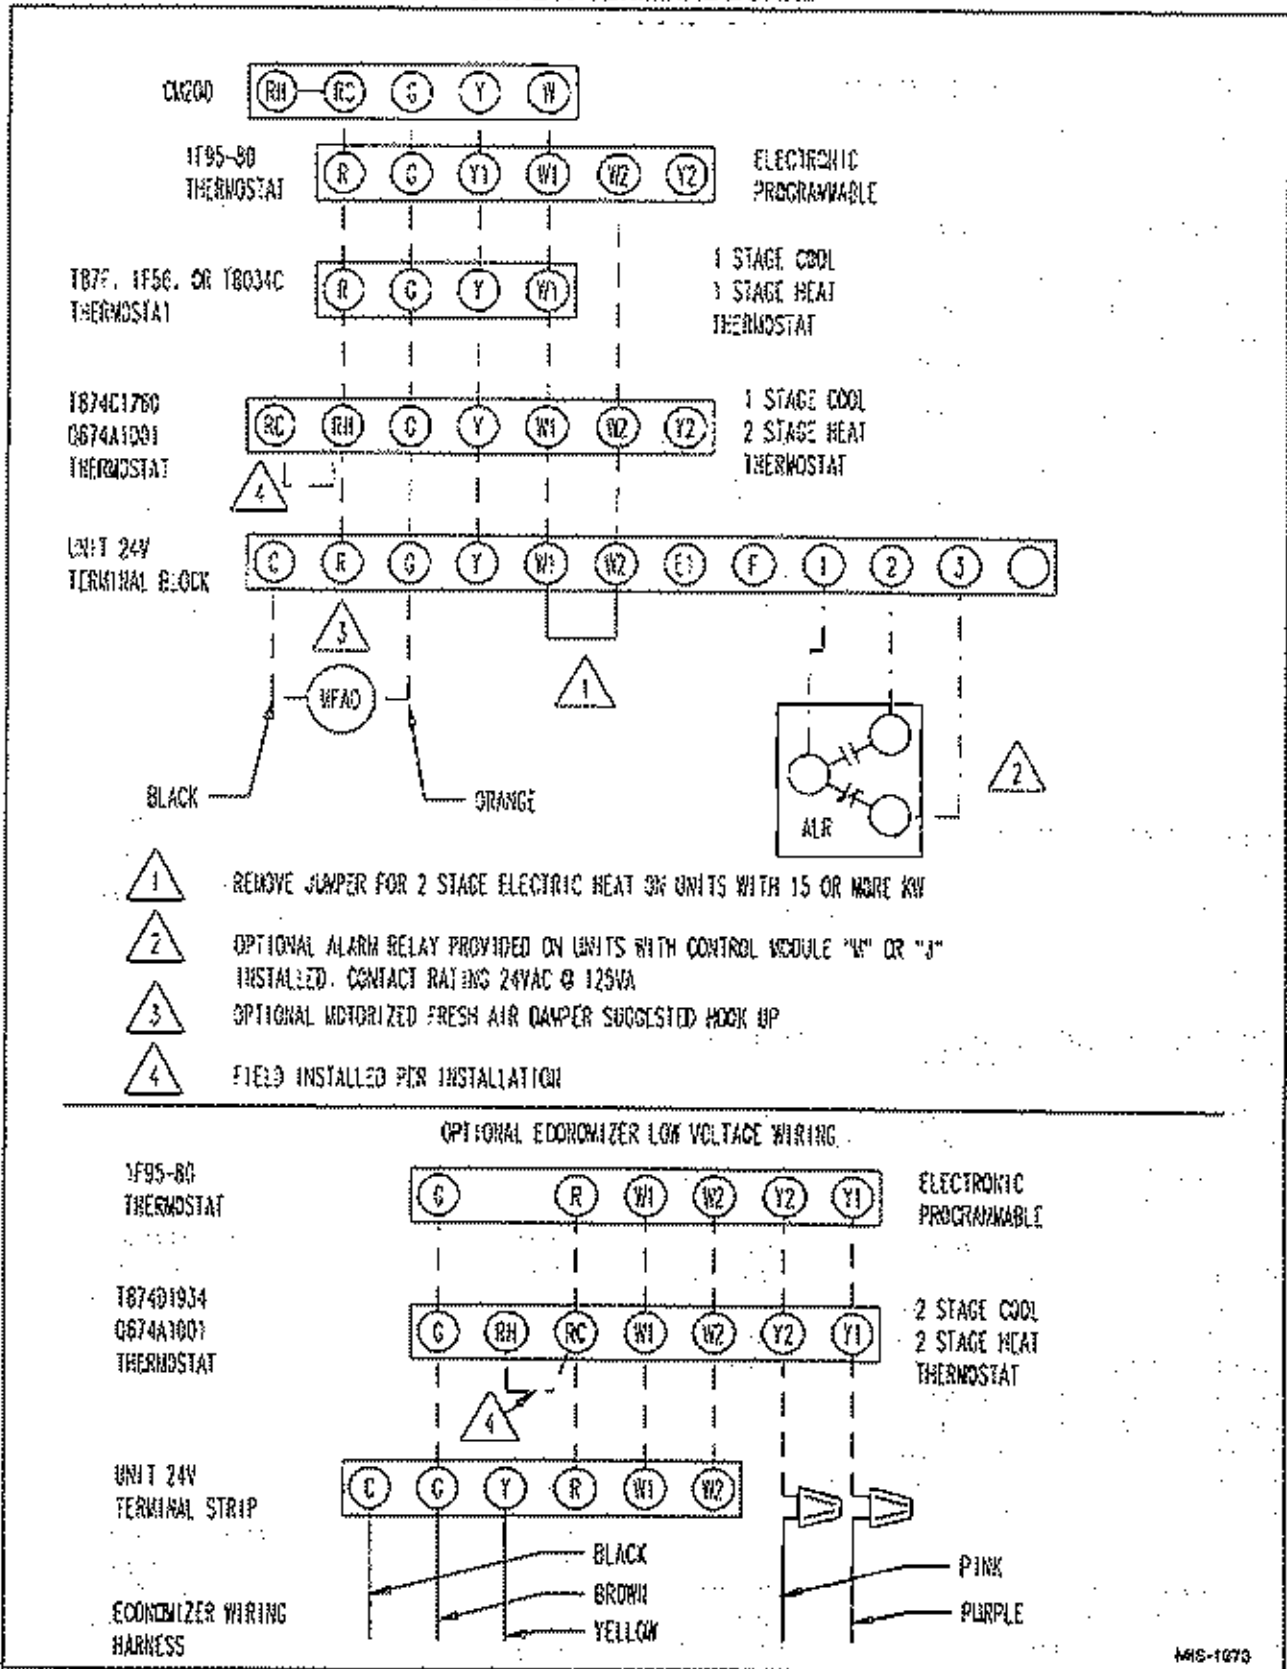 CM200
RH RC G Y W
1F95-80
THERMOSTAT
R G Y1 W1 W2 Y2
ELECTRONIC
PROGRAMMABLE
T87F, 1F56, OR T8034C
THERMOSTAT
R G Y W1
1 STAGE COOL
1 STAGE HEAT
THERMOSTAT
T874C1760
Q674A1001
THERMOSTAT
RC RH G Y W1 W2 Y2
1 STAGE COOL
2 STAGE HEAT
THERMOSTAT
4
UNIT 24V
TERMINAL BLOCK
C R G Y W1 W2 E1 F 1 2 3
3
MFAD
1
2
BLACK
ORANGE
ALR
1 REMOVE JUMPER FOR 2 STAGE ELECTRIC HEAT ON UNITS WITH 15 OR MORE KW
2 OPTIONAL ALARM RELAY PROVIDED ON UNITS WITH CONTROL MODULE "M" OR "J"
INSTALLED. CONTACT RATING 24VAC @ 125VA
3 OPTIONAL MOTORIZED FRESH AIR DAMPER SUGGESTED HOOK UP
4 FIELD INSTALLED PER INSTALLATION
OPTIONAL ECONOMIZER LOW VOLTAGE WIRING
1F95-80
THERMOSTAT
G R W1 W2 Y2 Y1
ELECTRONIC
PROGRAMMABLE
T874D1934
Q674A1001
THERMOSTAT
G RH RC W1 W2 Y2 Y1
2 STAGE COOL
2 STAGE HEAT
THERMOSTAT
4
UNIT 24V
TERMINAL STRIP
C G Y R W1 W2
BLACK
BROWN
YELLOW
PINK
PURPLE
ECONOMIZER WIRING
HARNESS
MIS-1073